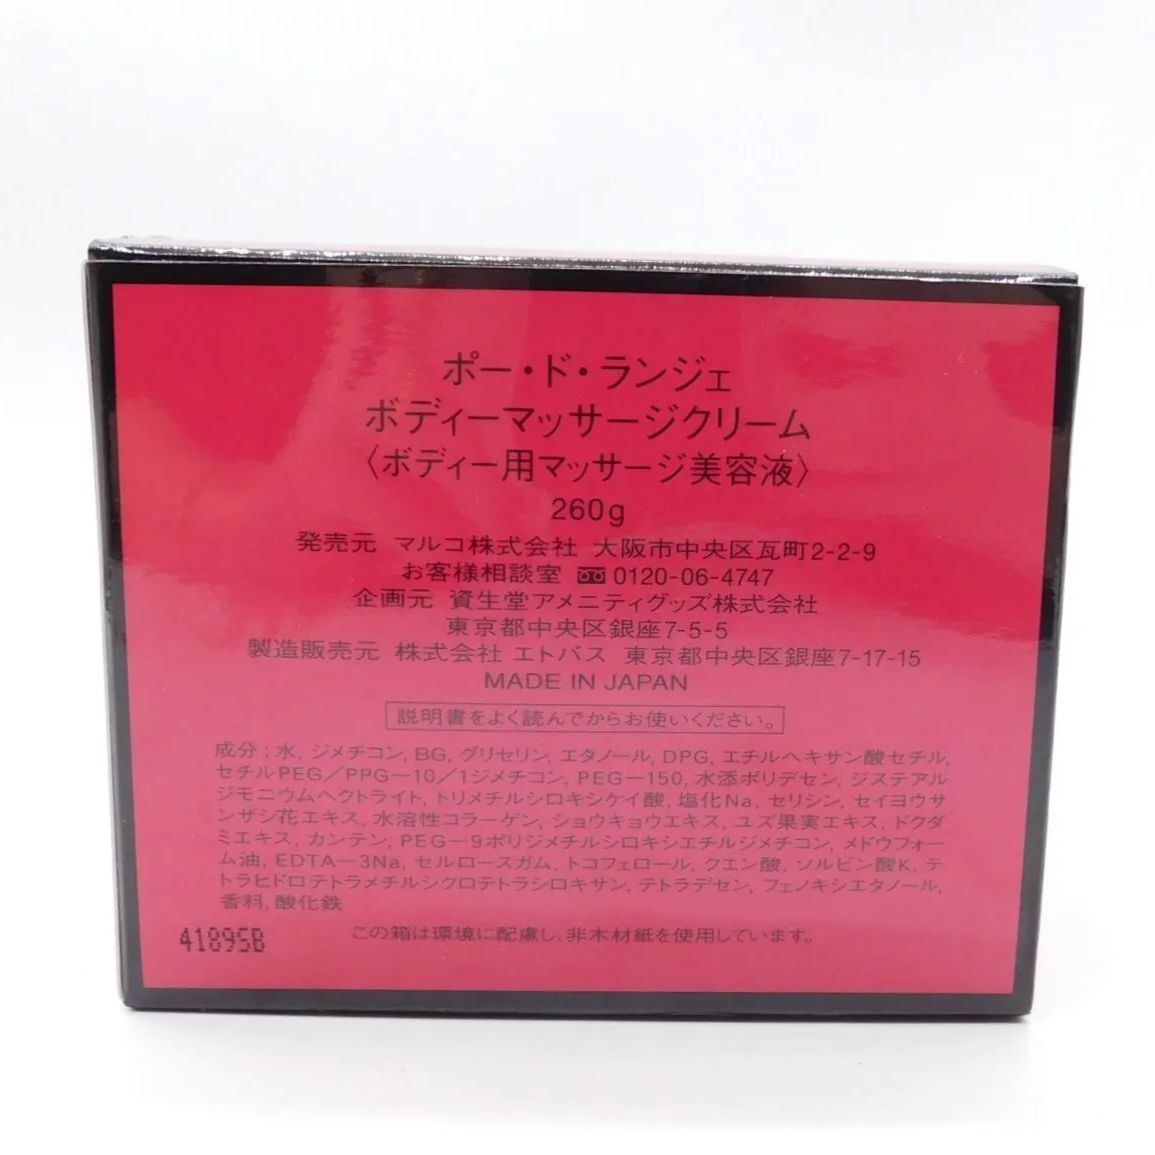 ポー・ド・ランジェ
ボディーマッサージクリーム
〈ボディー用マッサージ美容液〉
260g
発売元 マルコ株式会社 大阪市中央区瓦町2-2-9
お客様相談室 0120-06-4747
企画元 資生堂アメニティグッズ株式会社
東京都中央区銀座7-5-5
製造販売元 株式会社 エトバス 東京都中央区銀座7-17-15
MADE IN JAPAN
説明書をよく読んでからお使いください。
成分;水, ジメチコン, BG, グリセリン, エタノール, DPG, エチルヘキサン酸セチル,
セチルPEG/PPG-10/1ジメチコン, PEG-150, 水添ポリデセン, ジステアル
ジモニウムヘクトライト, トリメチルシロキシケイ酸, 塩化Na, セリシン, セイヨウサ
ンザシ花エキス, 水溶性コラーゲン, ショウキョウエキス, ユズ果実エキス, ドクダ
ミエキス, カンテン, PEG-9ポリジメチルシロキシエチルジメチコン, メドウフォー
ム油, EDTA-3Na, セルロースガム, トコフェロール, クエン酸, ソルビン酸K, テ
トラヒドロテトラメチルシクロテトラシロキサン, テトラデセン, フェノキシエタノール,
香料, 酸化鉄
41895B
この箱は環境に配慮し、非木材紙を使用しています。